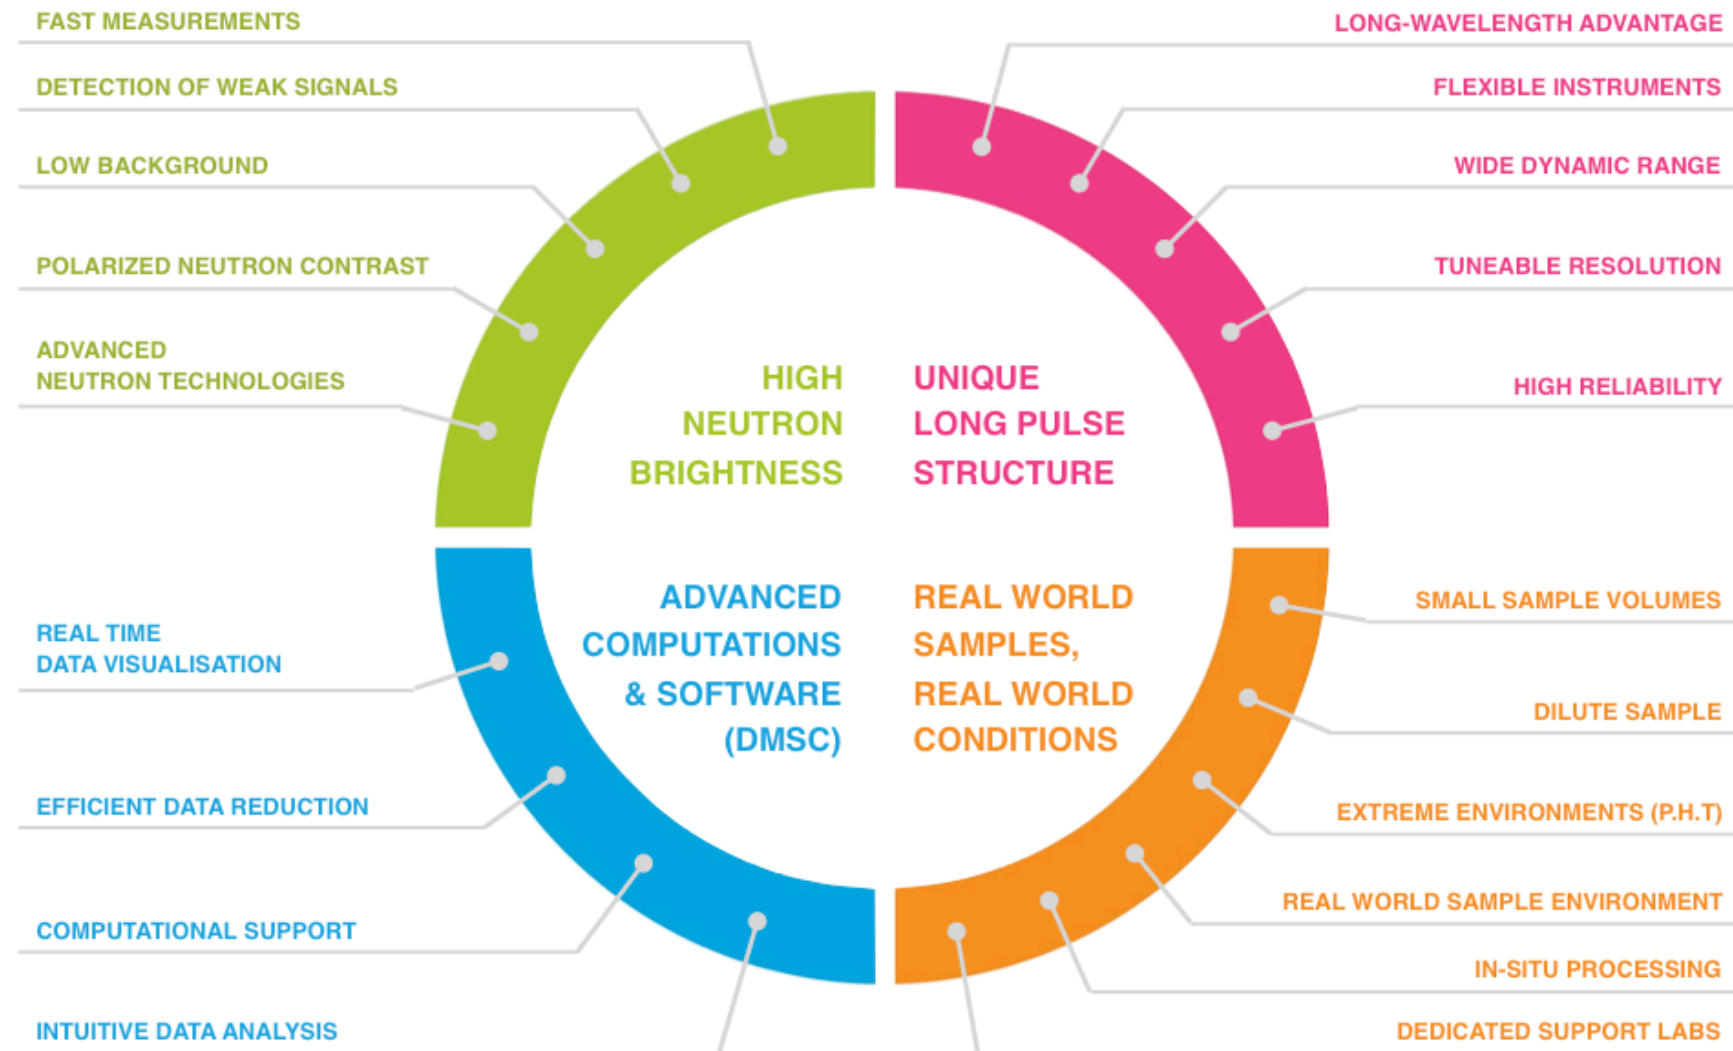 FAST MEASUREMENTS
DETECTION OF WEAK SIGNALS
LOW BACKGROUND
POLARIZED NEUTRON CONTRAST
ADVANCED
NEUTRON TECHNOLOGIES
HIGH
NEUTRON
BRIGHTNESS
LONG-WAVELENGTH ADVANTAGE
FLEXIBLE INSTRUMENTS
WIDE DYNAMIC RANGE
TUNEABLE RESOLUTION
HIGH RELIABILITY
UNIQUE
LONG PULSE
STRUCTURE
REAL TIME
DATA VISUALISATION
EFFICIENT DATA REDUCTION
COMPUTATIONAL SUPPORT
INTUITIVE DATA ANALYSIS
ADVANCED
COMPUTATIONS
& SOFTWARE
(DMSC)
REAL WORLD
SAMPLES,
REAL WORLD
CONDITIONS
SMALL SAMPLE VOLUMES
DILUTE SAMPLE
EXTREME ENVIRONMENTS (P.H.T)
REAL WORLD SAMPLE ENVIRONMENT
IN-SITU PROCESSING
DEDICATED SUPPORT LABS